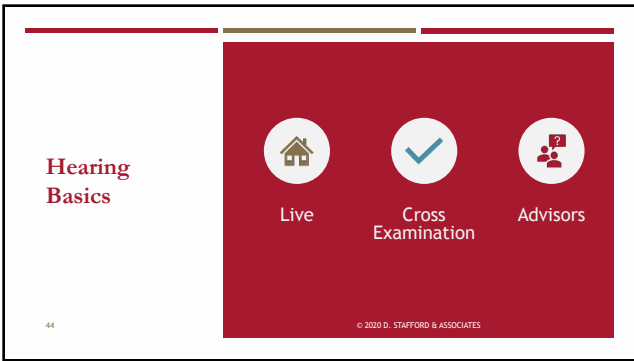 Hearing
Basics
?
Live
Cross
Examination
Advisors
44
© 2020 D. STAFFORD & ASSOCIATES